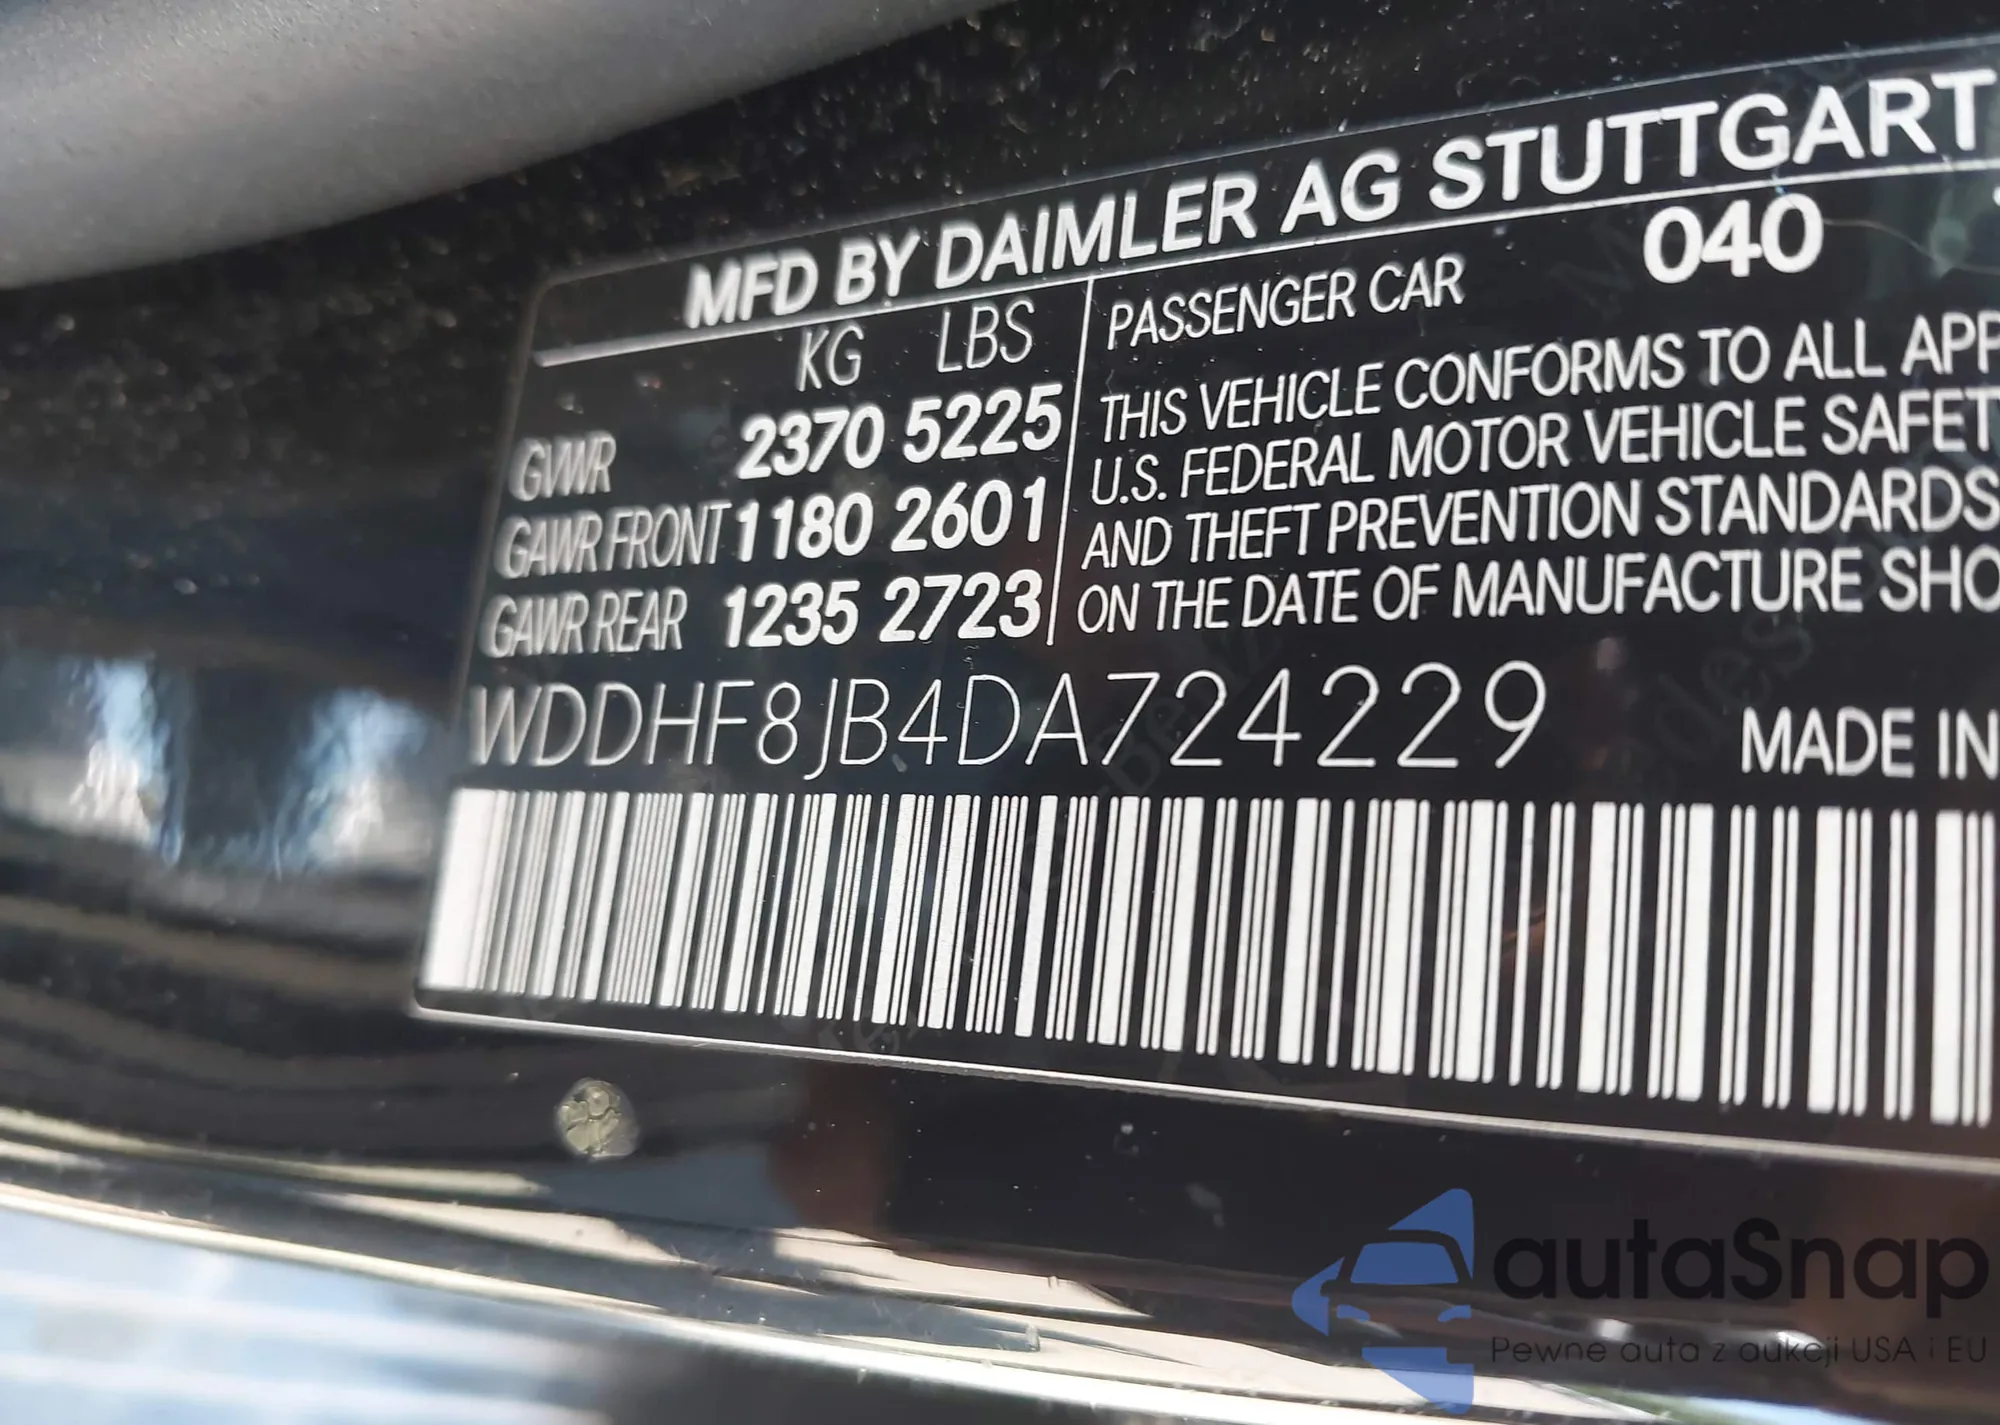 MFD BY DAIMLER AG STUTTGART
KG LBS
GVWR 2370 5225
GAWR FRONT 1180 2601
GAWR REAR 1235 2723
PASSENGER CAR 040
THIS VEHICLE CONFORMS TO ALL APP
U.S. FEDERAL MOTOR VEHICLE SAFET
AND THEFT PREVENTION STANDARDS
ON THE DATE OF MANUFACTURE SHO
WDDHF8JB4DA724229
MADE IN
autaSnap
Pewne auta z aukcji USA i EU